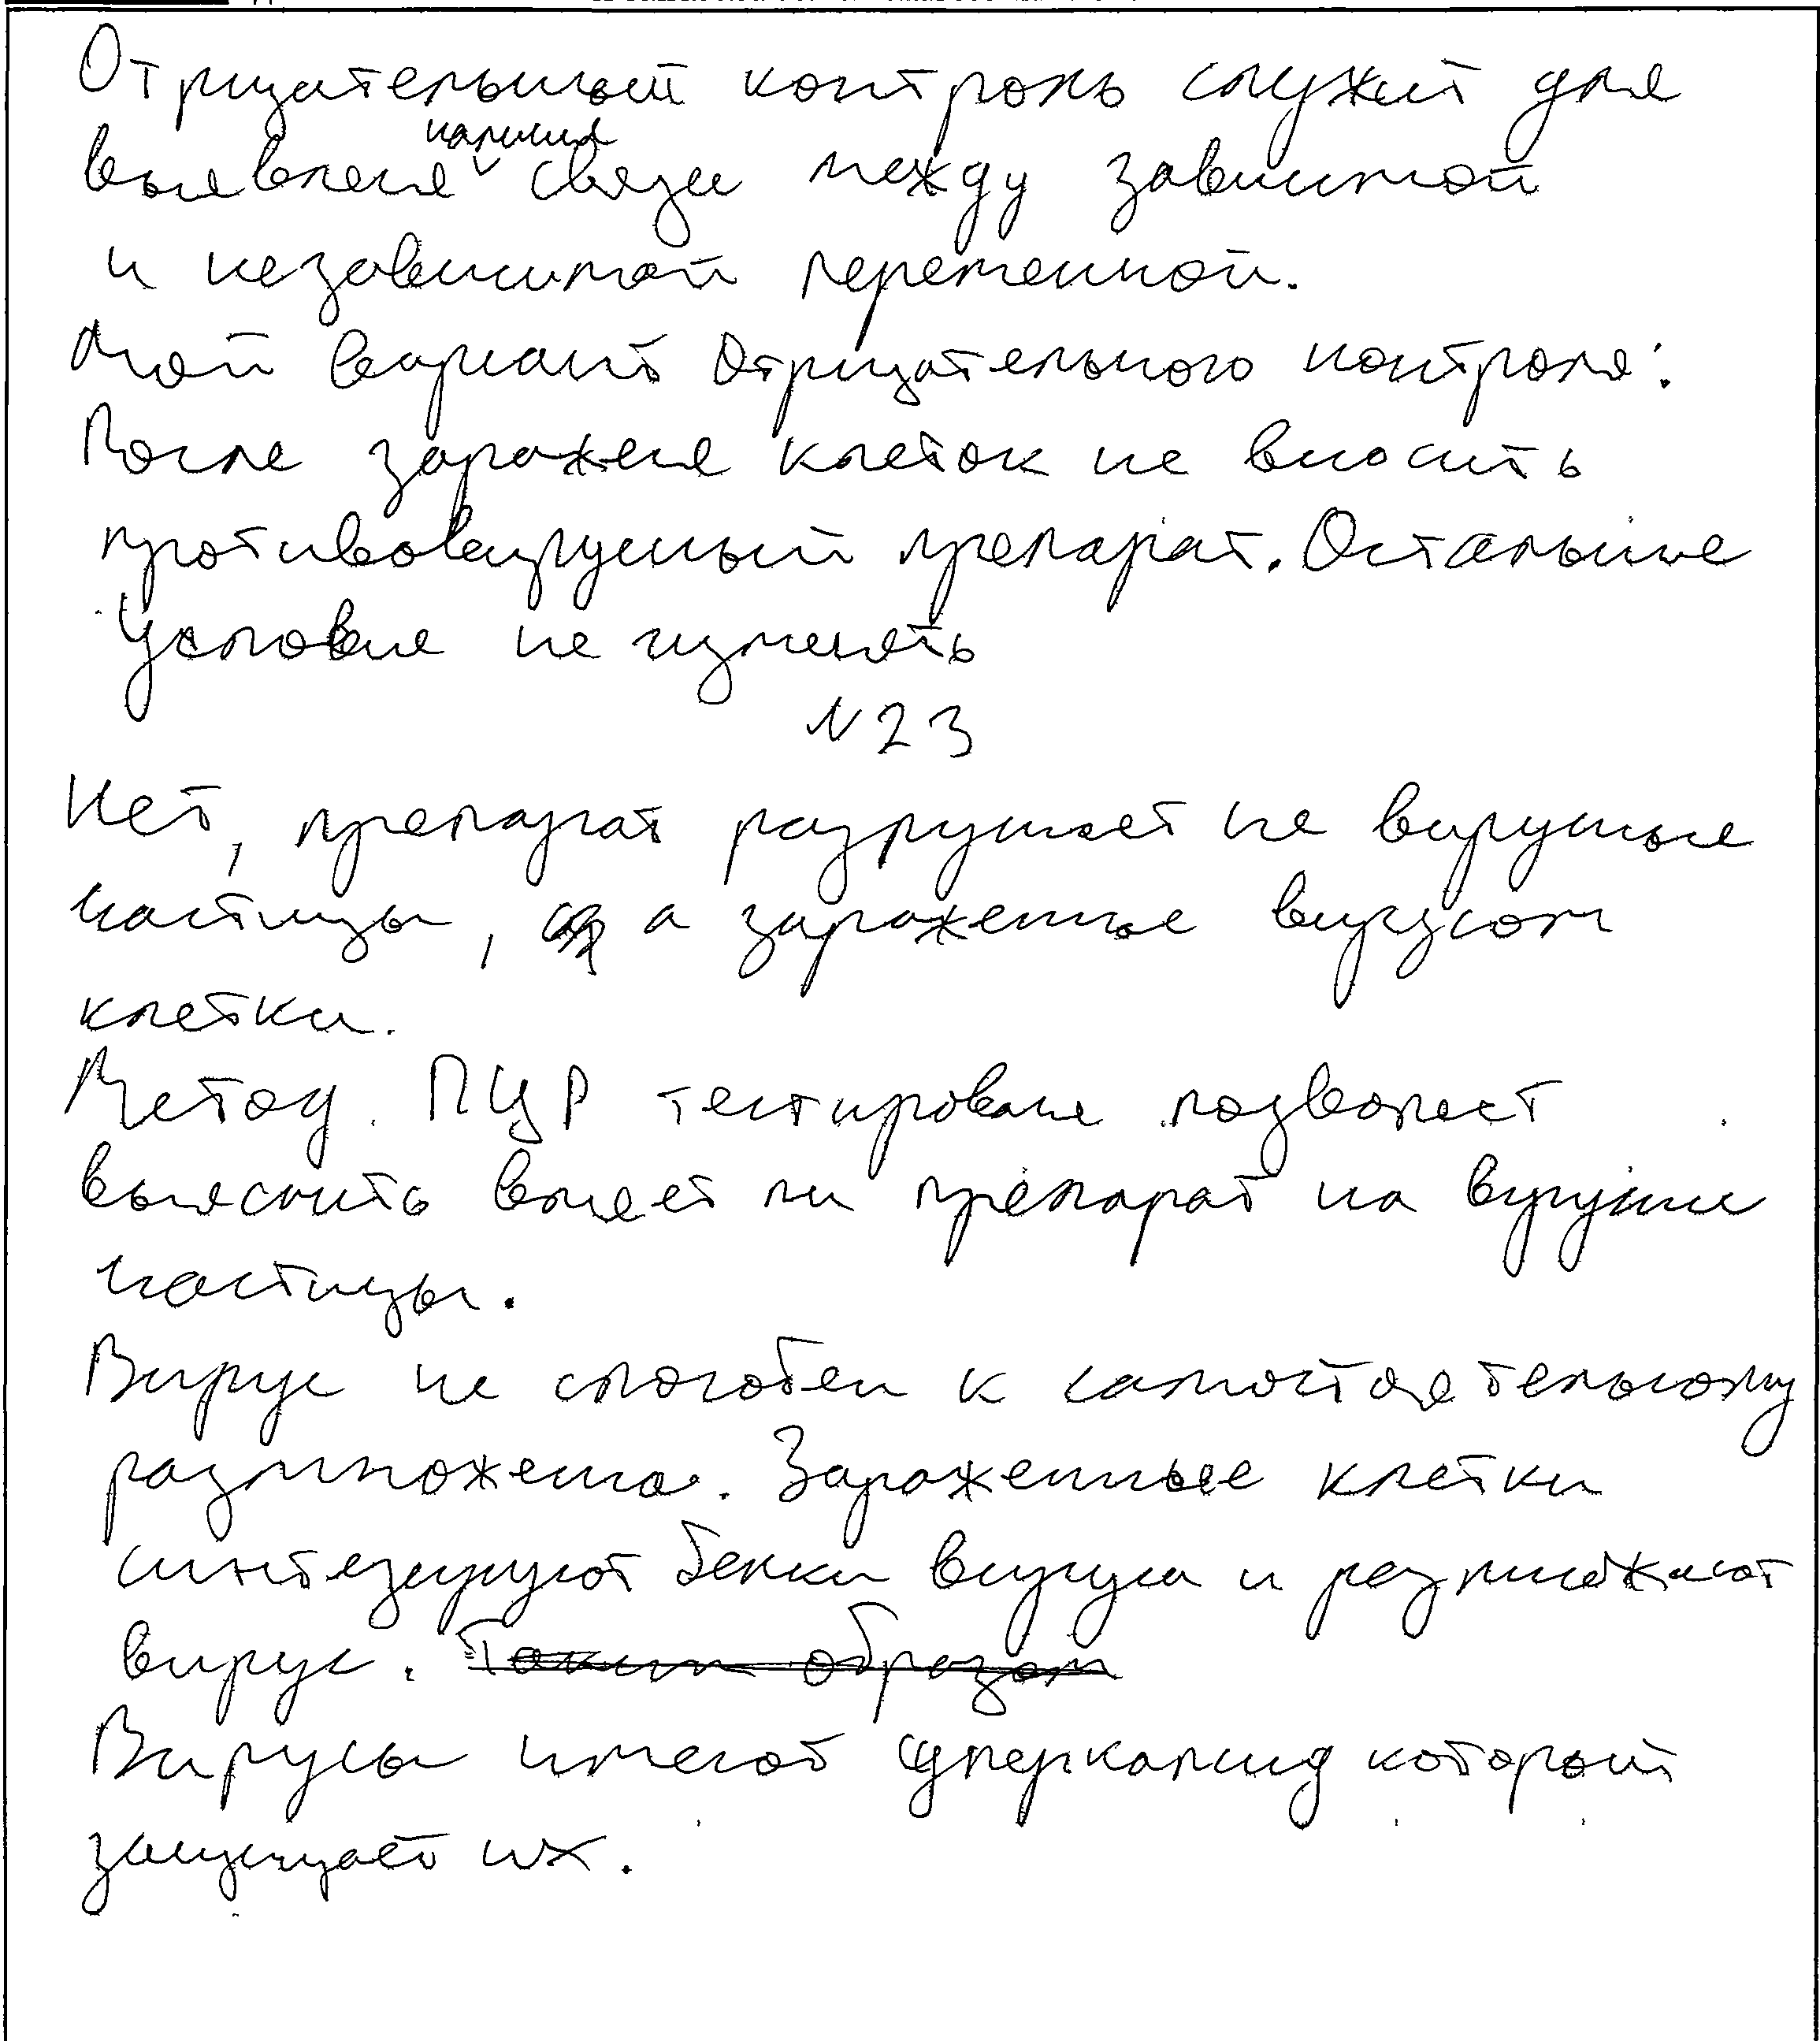 Отрицательный контроль служит для
выявления наличия связи между зависимой
и независимой переменной.
Мой вариант отрицательного контроля:
После заражения клеток не вносить
противовирусный препарат. Остальные
условия не изменять
№23
Нет, препарат разрушает не вирусные
частицы, а зараженные вирусом
клетки.
Метод ПЦР тестирование позволяет
выяснить влияет ли препарат на вирусные
частицы.
Вирус не способен к самостоятельному
размножению. Зараженные клетки
синтезируют белки вируса и размножают
вирус. Таким образом
Вирусы имеют суперкапсид который
защищает их.